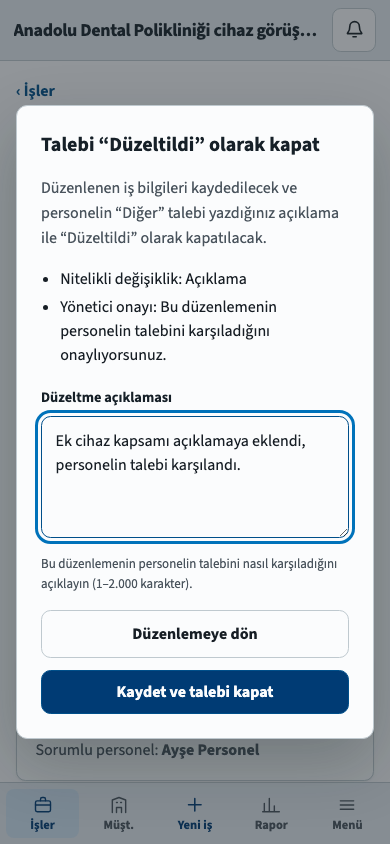 Anadolu Dental Polikliniği cihaz görüş...
‹ İşler
Talebi “Düzeltildi” olarak kapat
Düzenlenen iş bilgileri kaydedilecek ve
personelin “Diğer” talebi yazdığınız açıklama
ile “Düzeltildi” olarak kapatılacak.
• Nitelikli değişiklik: Açıklama
• Yönetici onayı: Bu düzenlemenin
personelin talebini karşıladığını
onaylıyorsunuz.
Düzeltme açıklaması
Ek cihaz kapsamı açıklamaya eklendi,
personelin talebi karşılandı.
Bu düzenlemenin personelin talebini nasıl karşıladığını
açıklayın (1–2.000 karakter).
Düzenlemeye dön
Kaydet ve talebi kapat
Sorumlu personel: Ayşe Personel
İşler
Müşt.
Yeni iş
Rapor
Menü